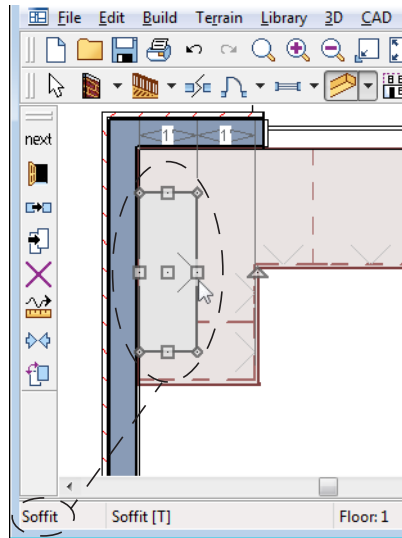 File Edit Build Terrain Library 3D CAD
1' 1'
next
Soffit Soffit [T] Floor: 1